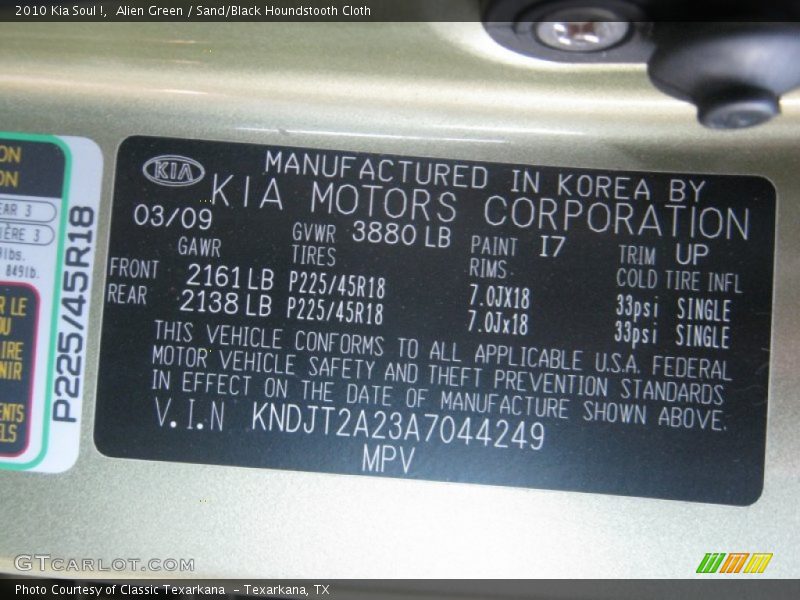 2010 Kia Soul !, Alien Green / Sand/Black Houndstooth Cloth
KIA
MANUFACTURED IN KOREA BY
KIA MOTORS CORPORATION
03/09
GVWR 3880 LB
PAINT I7
TRIM UP
GAWR
TIRES
RIMS
COLD TIRE INFL
FRONT 2161 LB P225/45R18 7.0JX18 33psi SINGLE
REAR 2138 LB P225/45R18 7.0Jx18 33psi SINGLE
THIS VEHICLE CONFORMS TO ALL APPLICABLE U.S.A. FEDERAL
MOTOR VEHICLE SAFETY AND THEFT PREVENTION STANDARDS
IN EFFECT ON THE DATE OF MANUFACTURE SHOWN ABOVE.
V.I.N KNDJT2A23A7044249
MPV
P225/45R18
GTCARLOT.COM
Photo Courtesy of Classic Texarkana - Texarkana, TX